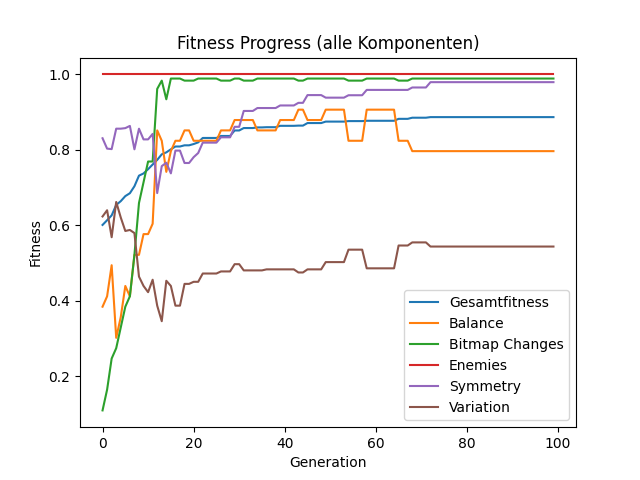 Fitness Progress (alle Komponenten)
1.0
0.8
0.6
0.4
0.2
Fitness
0 20 40 60 80 100
Generation
Gesamtfitness
Balance
Bitmap Changes
Enemies
Symmetry
Variation